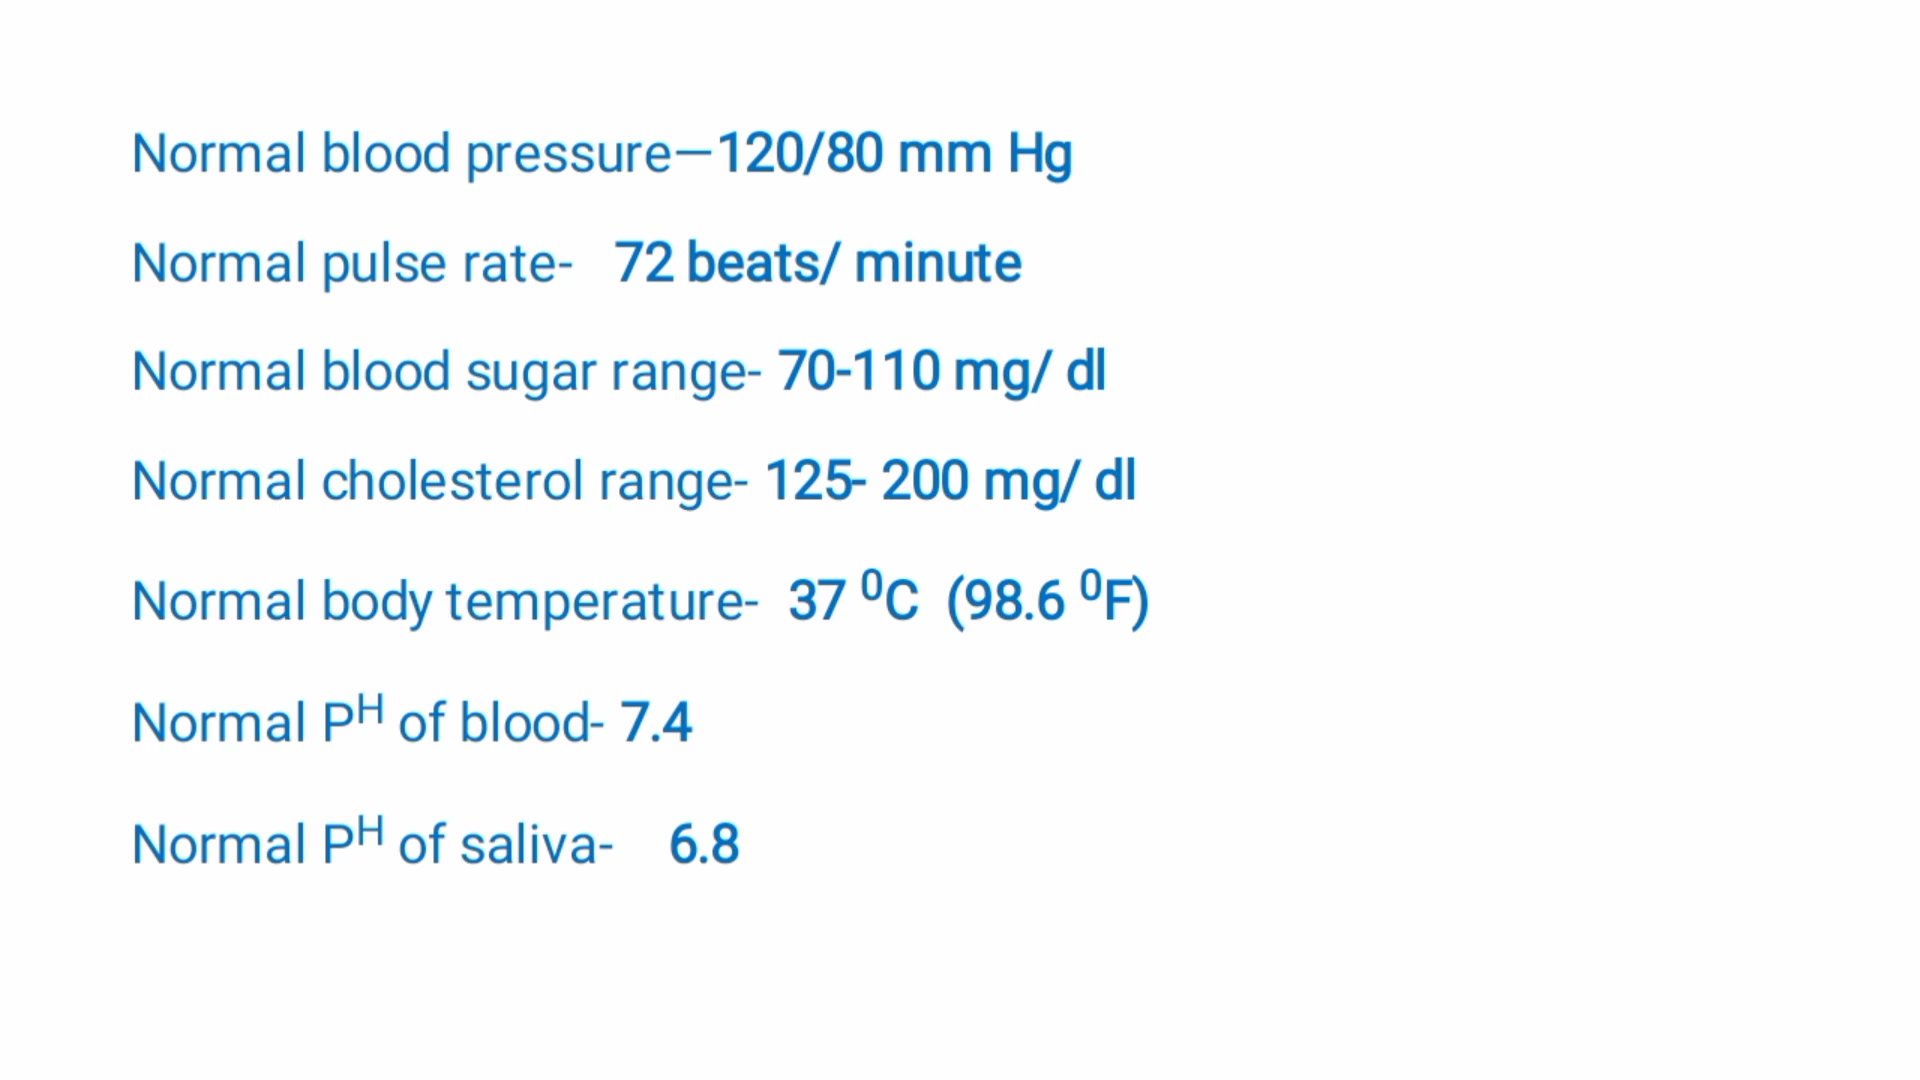 Normal blood pressure—120/80 mm Hg
Normal pulse rate- 72 beats/ minute
Normal blood sugar range- 70-110 mg/ dl
Normal cholesterol range- 125- 200 mg/ dl
Normal body temperature- 37 ⁰C (98.6 ⁰F)
Normal Pᴴ of blood- 7.4
Normal Pᴴ of saliva- 6.8